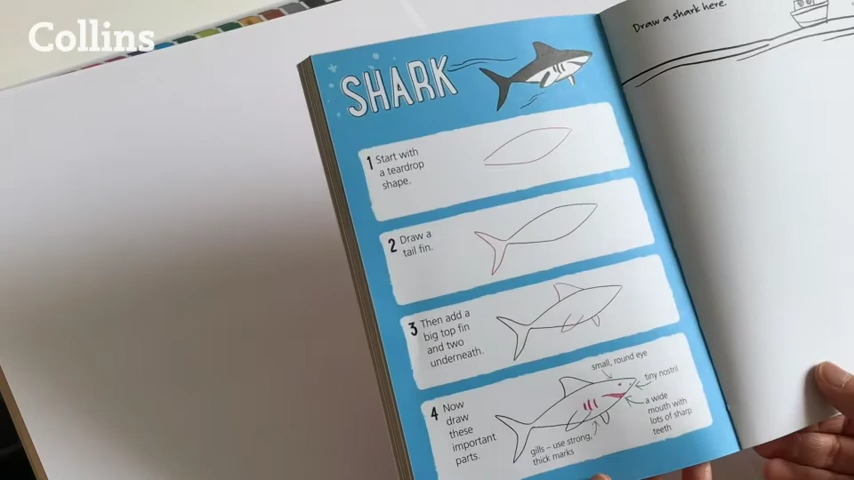 Collins
Draw a shark here.
SHARK
1 Start with
a teardrop
shape.
2 Draw a
tail fin.
3 Then add a
big top fin
and two
underneath.
4 Now
draw
these
important
parts.
small, round eye
tiny nostril
a wide
mouth with
lots of sharp
teeth
gills – use strong,
thick marks